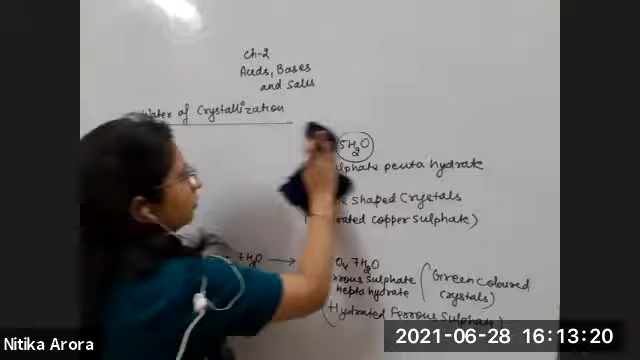 Ch-2
Acids, Bases
and Salts
Water of Crystallization
5H2O
sulphate penta hydrate
shaped Crystals
copper sulphate)
7H2O → O4 7H2O
sulphate (Green coloured
hepta hydrate crystals)
(Hydrated Ferrous Sulphate)
Nitika Arora
2021-06-28 16:13:20